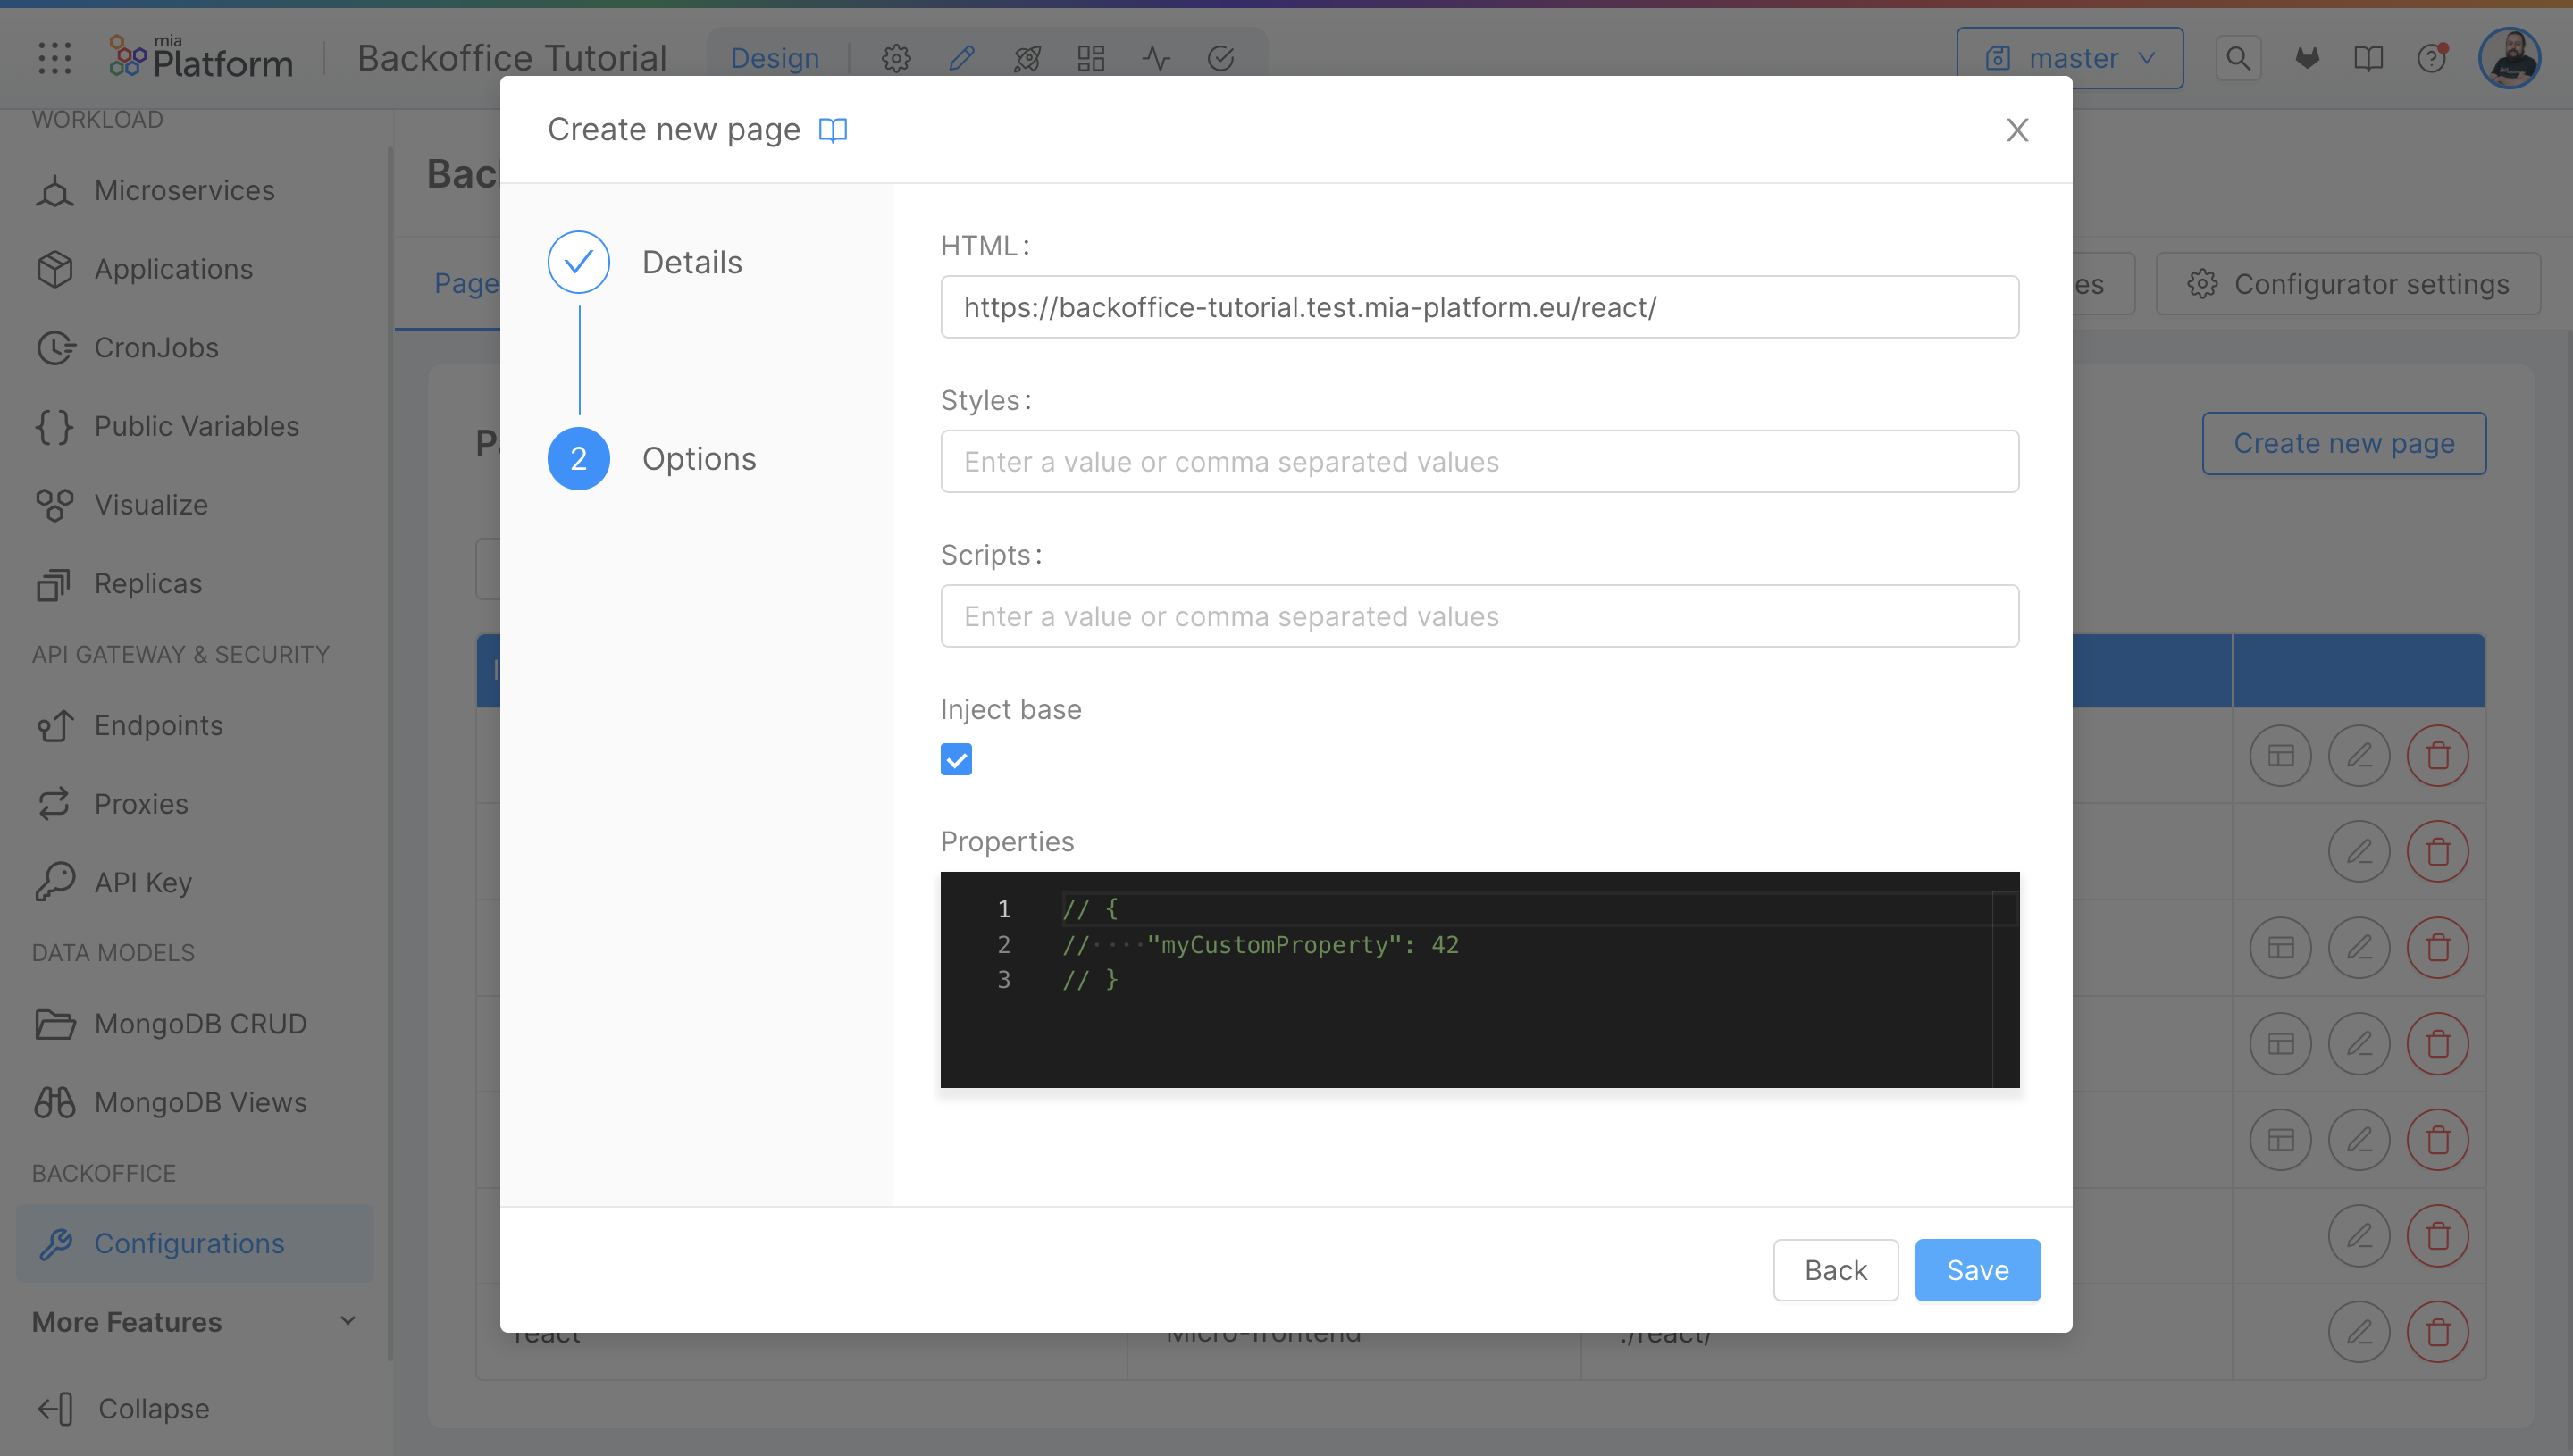 mia
Platform
Backoffice Tutorial
Design
master
WORKLOAD
Microservices
Applications
CronJobs
Public Variables
Visualize
Replicas
API GATEWAY & SECURITY
Endpoints
Proxies
API Key
DATA MODELS
MongoDB CRUD
MongoDB Views
BACKOFFICE
Configurations
More Features
Collapse
Bac
Page
es
Configurator settings
Create new page
Create new page
Details
2
Options
HTML:
https://backoffice-tutorial.test.mia-platform.eu/react/
Styles:
Enter a value or comma separated values
Scripts:
Enter a value or comma separated values
Inject base
Properties
1 // {
2 //····"myCustomProperty": 42
3 // }
Back
Save
react
Micro-frontend
./react/